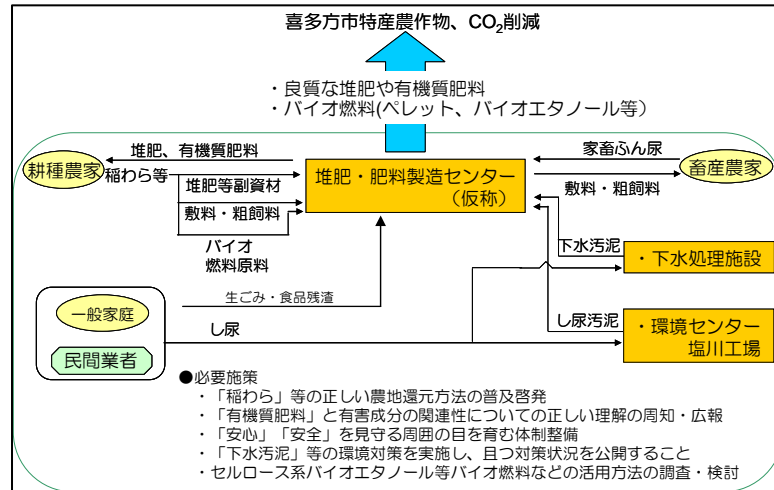 喜多方市特産農作物、CO₂削減
・良質な堆肥や有機質肥料
・バイオ燃料(ペレット、バイオエタノール等)
堆肥、有機質肥料
家畜ふん尿
耕種農家
稲わら等
堆肥・肥料製造センター
(仮称)
畜産農家
堆肥等副資材
敷料・粗飼料
敷料・粗飼料
バイオ
燃料原料
下水汚泥
・下水処理施設
生ごみ・食品残渣
一般家庭
し尿
し尿汚泥
・環境センター
塩川工場
民間業者
●必要施策
・「稲わら」等の正しい農地還元方法の普及啓発
・「有機質肥料」と有害成分の関連性についての正しい理解の周知・広報
・「安心」「安全」を見守る周囲の目を育む体制整備
・「下水汚泥」等の環境対策を実施し、且つ対策状況を公開すること
・セルロース系バイオエタノール等バイオ燃料などの活用方法の調査・検討